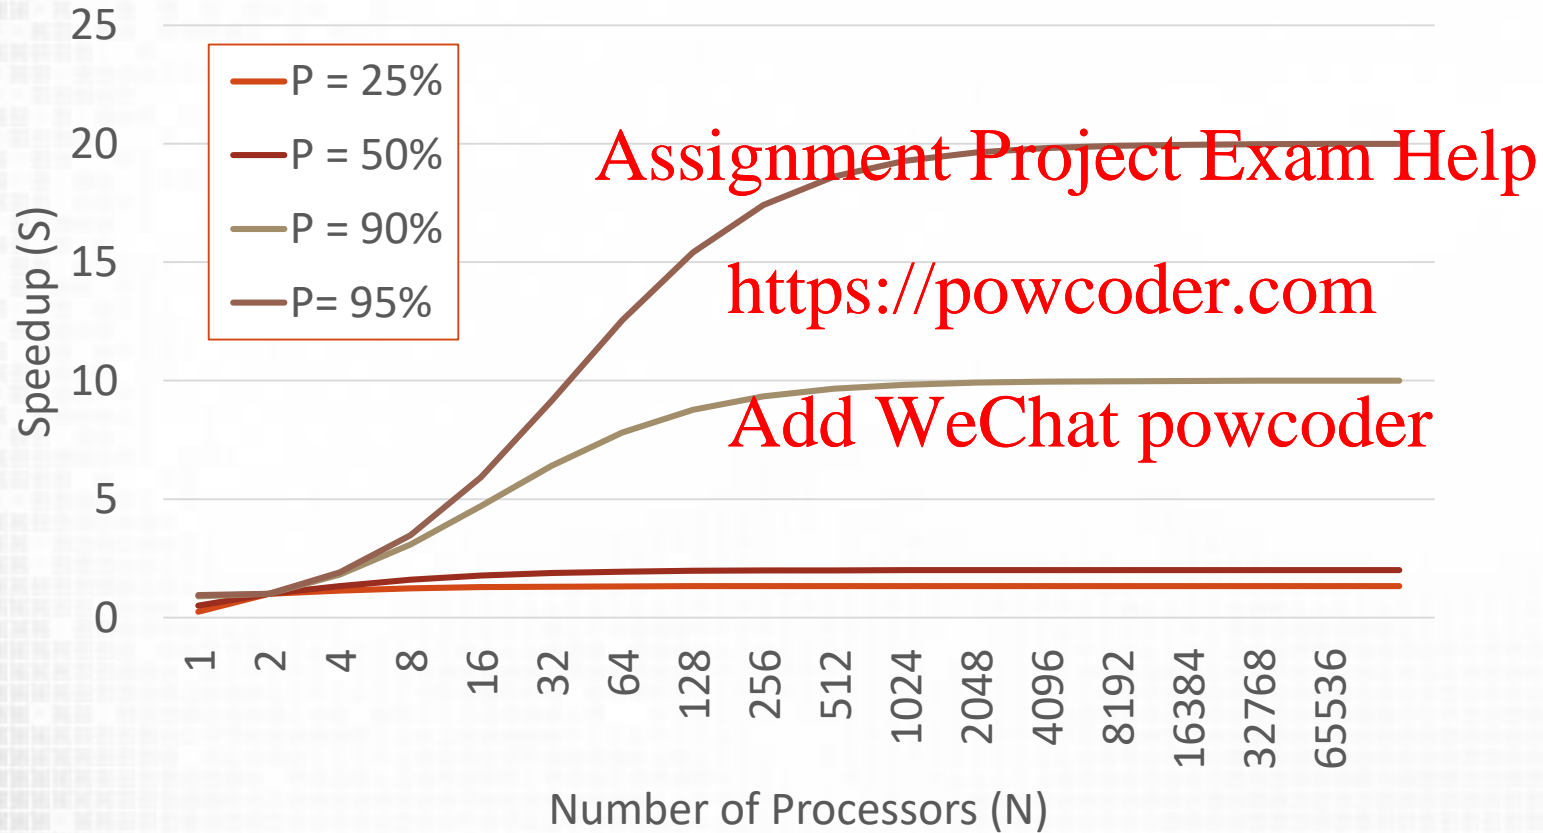 25
20
15
10
5
0
Speedup (S)
P = 25%
P = 50%
P = 90%
P= 95%
Assignment Project Exam Help
https://powcoder.com
Add WeChat powcoder
1
2
4
8
16
32
64
128
256
512
1024
2048
4096
8192
16384
32768
65536
Number of Processors (N)